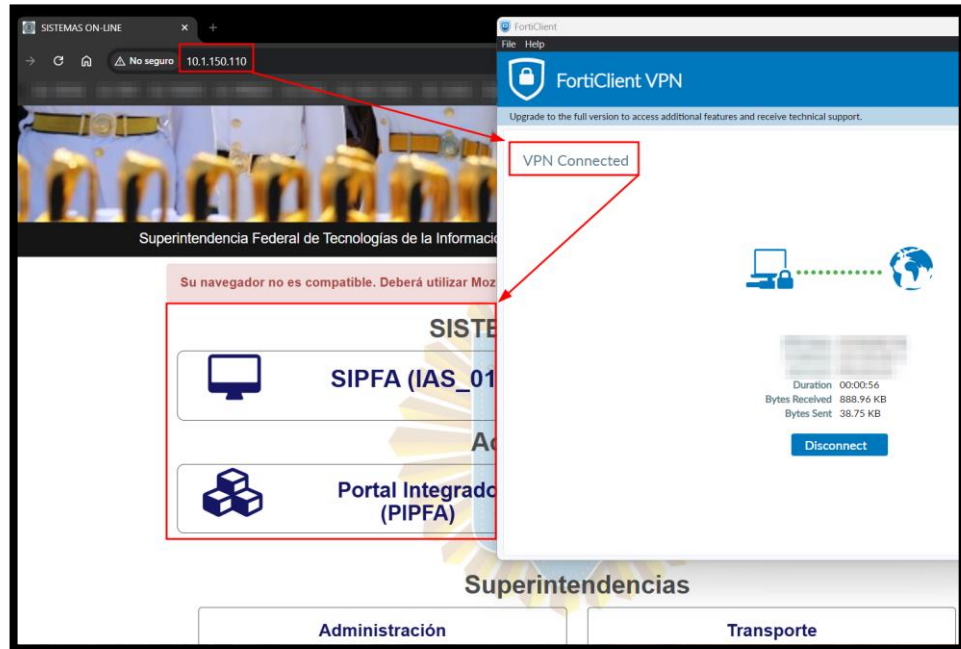 SISTEMAS ON-LINE
No seguro 10.1.150.110
Superintendencia Federal de Tecnologías de la Informació
Su navegador no es compatible. Deberá utilizar Moz
SISTE
SIPFA (IAS_01
Ac
Portal Integrado
(PIPFA)
Superintendencias
Administración
Transporte
FortiClient
File Help
FortiClient VPN
Upgrade to the full version to access additional features and receive technical support.
VPN Connected
Duration 00:00:56
Bytes Received 888.96 KB
Bytes Sent 38.75 KB
Disconnect